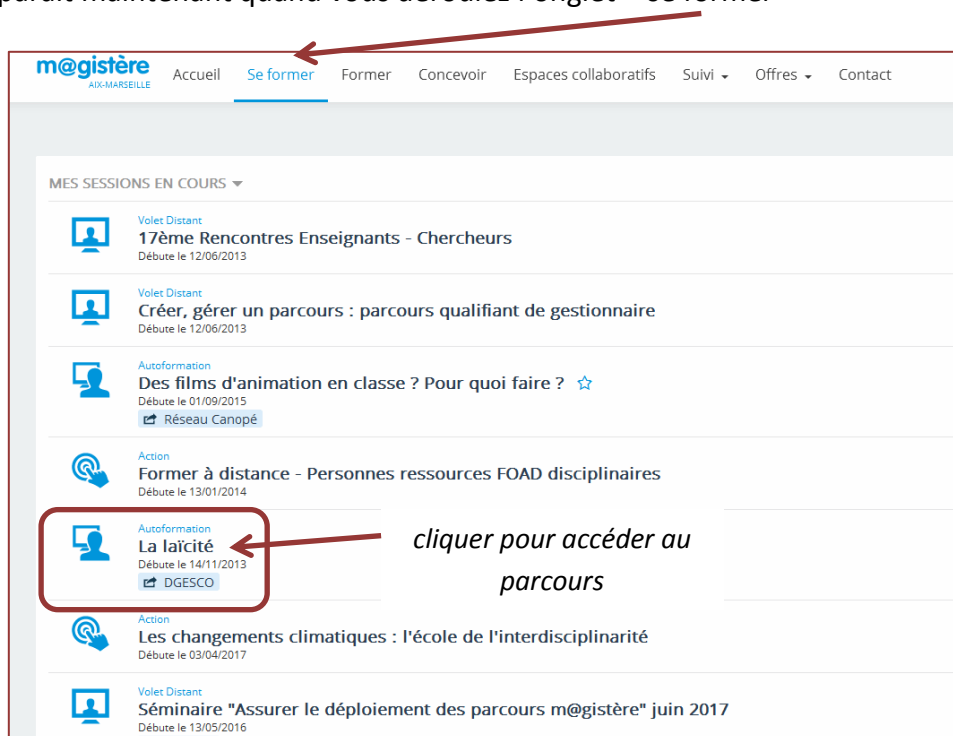 maintenant quand vous déroulez l'onglet
m@gistère
AIX-MARSEILLE
Accueil Se former Former Concevoir Espaces collaboratifs Suivi Offres Contact
MES SESSIONS EN COURS
Volet Distant
17ème Rencontres Enseignants - Chercheurs
Débute le 12/06/2013
Volet Distant
Créer, gérer un parcours : parcours qualifiant de gestionnaire
Débute le 12/06/2013
Autoformation
Des films d'animation en classe ? Pour quoi faire ?
Débute le 01/09/2015
Réseau Canopé
Action
Former à distance - Personnes ressources FOAD disciplinaires
Débute le 13/01/2014
Autoformation
La laïcité
Débute le 14/11/2013
DGESCO
cliquer pour accéder au
parcours
Action
Les changements climatiques : l'école de l'interdisciplinarité
Débute le 03/04/2017
Volet Distant
Séminaire "Assurer le déploiement des parcours m@gistère" juin 2017
Débute le 13/05/2016